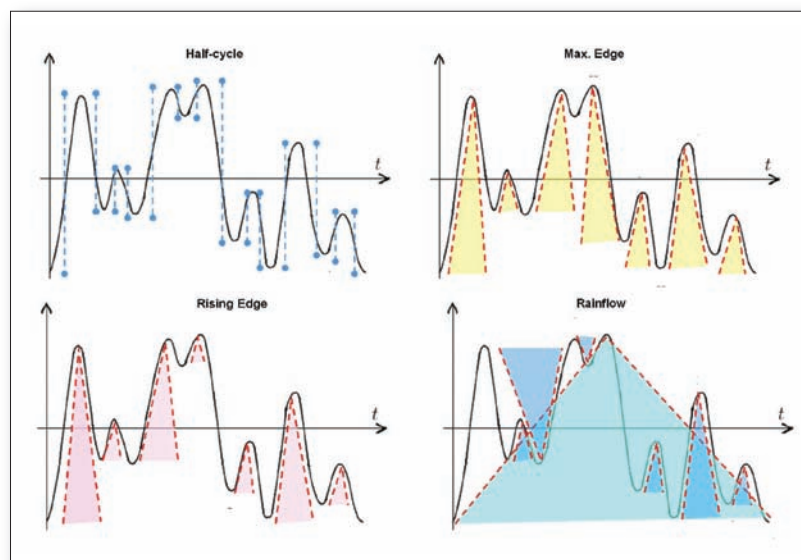 Half-cycle
t
Max. Edge
t
Rising Edge
t
Rainflow
t